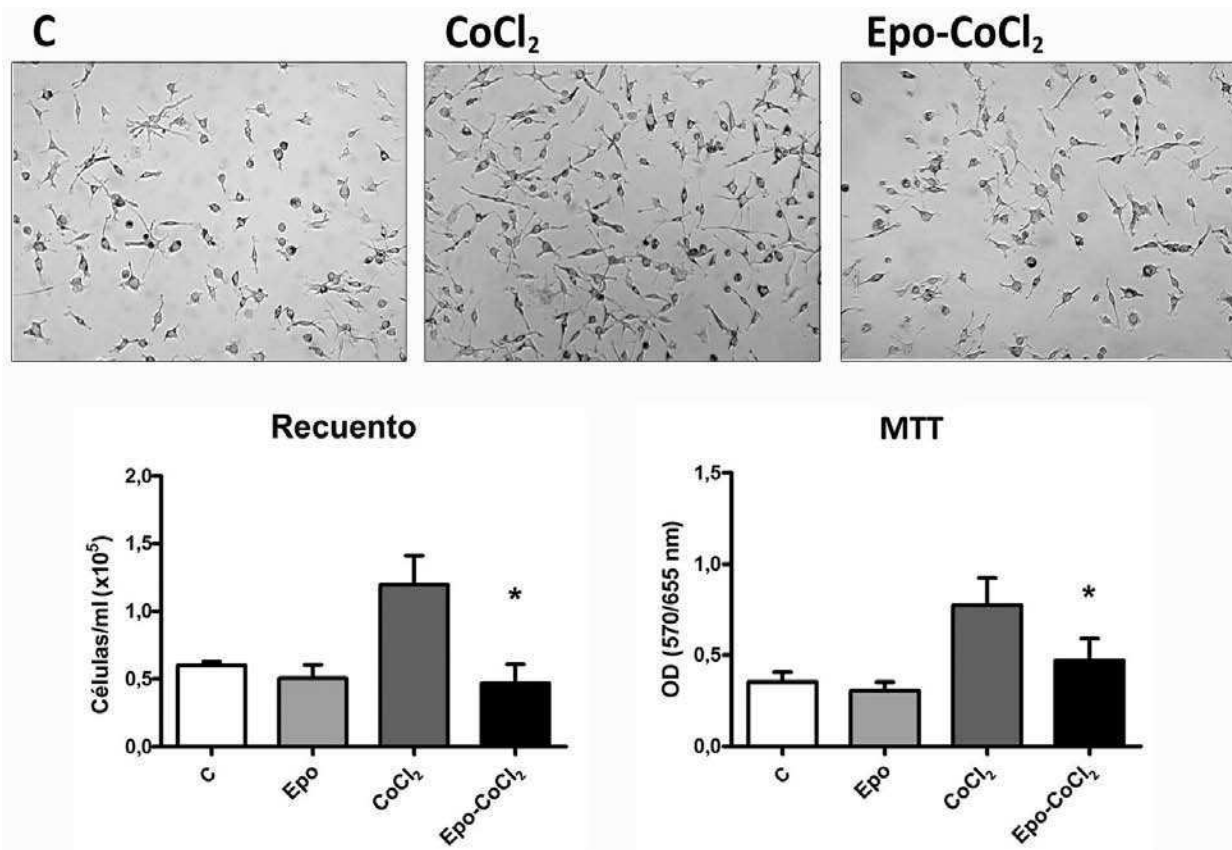 C
CoCl₂
Epo-CoCl₂
Recuento
Células/ml (x10⁵)
2,0
1,5
1,0
0,5
0,0
*
C
Epo
CoCl₂
Epo-CoCl₂
MTT
OD (570/655 nm)
1,5
1,0
0,5
0,0
*
C
Epo
CoCl₂
Epo-CoCl₂